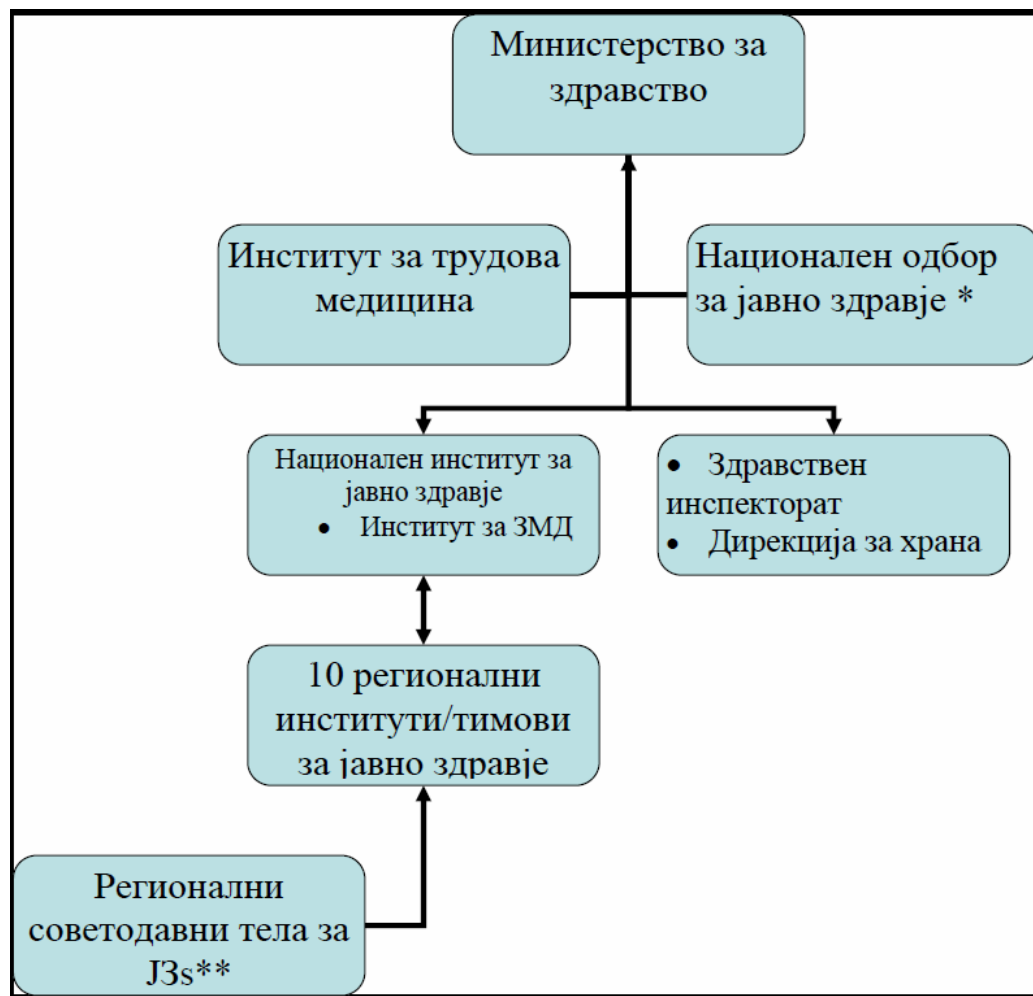 Министерство за
здравство
Институт за трудова
медицина
Национален одбор
за јавно здравје *
Национален институт за
јавно здравје
• Институт за ЗМД
• Здравствен
инспекторат
• Дирекција за храна
10 регионални
институти/тимови
за јавно здравје
Регионални
советодавни тела за
ЈЗs**